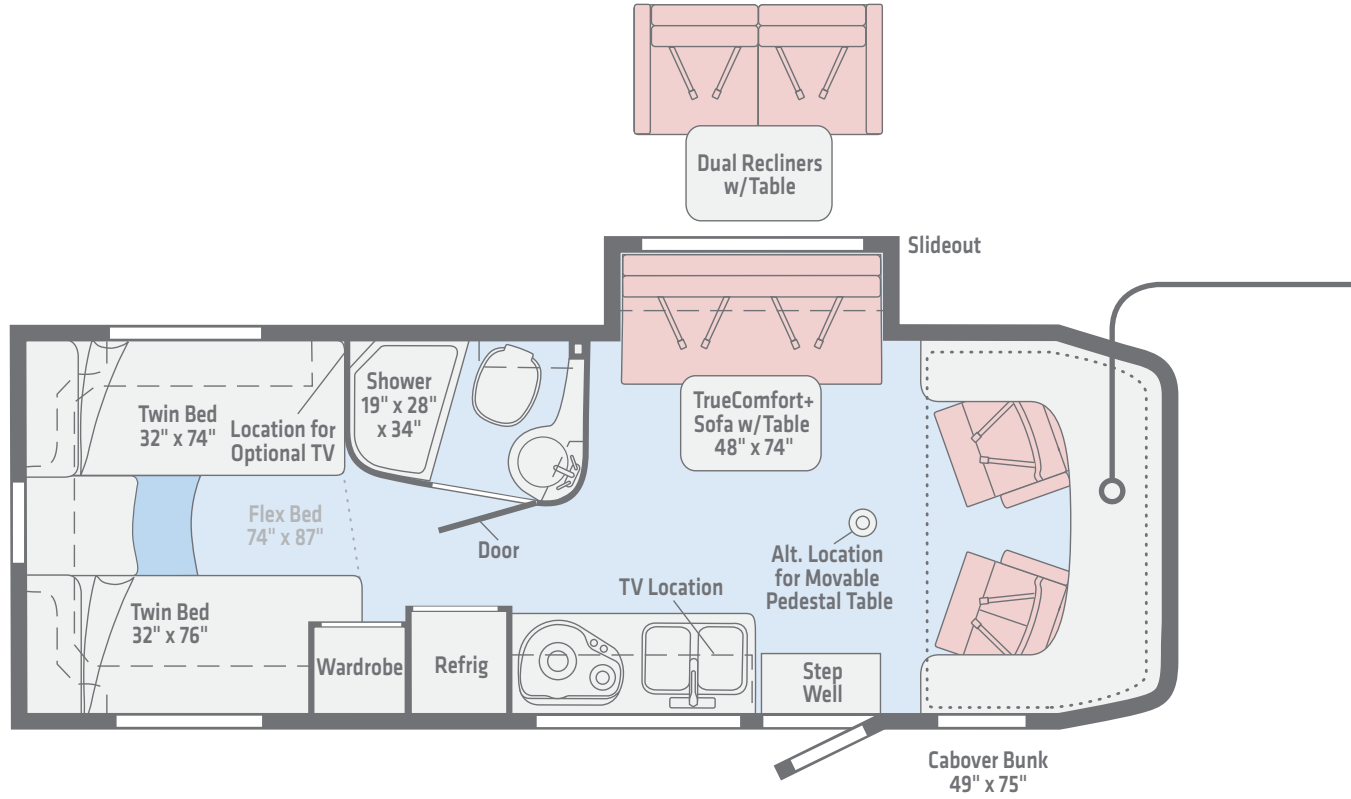 Dual Recliners
w/Table
Slideout
Twin Bed
32" x 74"
Location for
Optional TV
Shower
19" x 28"
x 34"
TrueComfort+
Sofa w/Table
48" x 74"
Flex Bed
74" x 87"
Door
Alt. Location
for Movable
Pedestal Table
TV Location
Twin Bed
32" x 76"
Wardrobe
Refrig
Step
Well
Cabover Bunk
49" x 75"